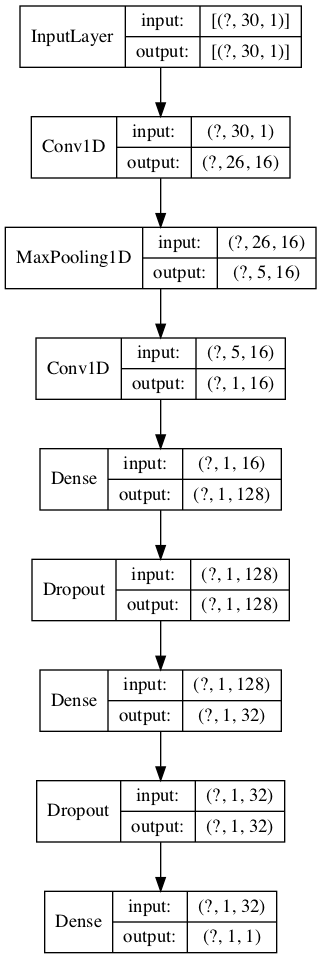 InputLayer input: [(?, 30, 1)]
output: [(?, 30, 1)]
Conv1D input: (?, 30, 1)
output: (?, 26, 16)
MaxPooling1D input: (?, 26, 16)
output: (?, 5, 16)
Conv1D input: (?, 5, 16)
output: (?, 1, 16)
Dense input: (?, 1, 16)
output: (?, 1, 128)
Dropout input: (?, 1, 128)
output: (?, 1, 128)
Dense input: (?, 1, 128)
output: (?, 1, 32)
Dropout input: (?, 1, 32)
output: (?, 1, 32)
Dense input: (?, 1, 32)
output: (?, 1, 1)